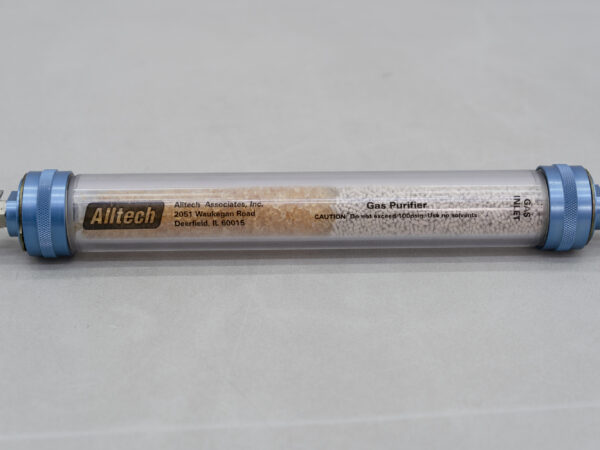 Alltech
Alltech Associates, Inc.
2051 Waukegan Road
Deerfield, IL 60015
Gas Purifier
CAUTION: Do not exceed 100psig. Use no solvents
GAS
INLET